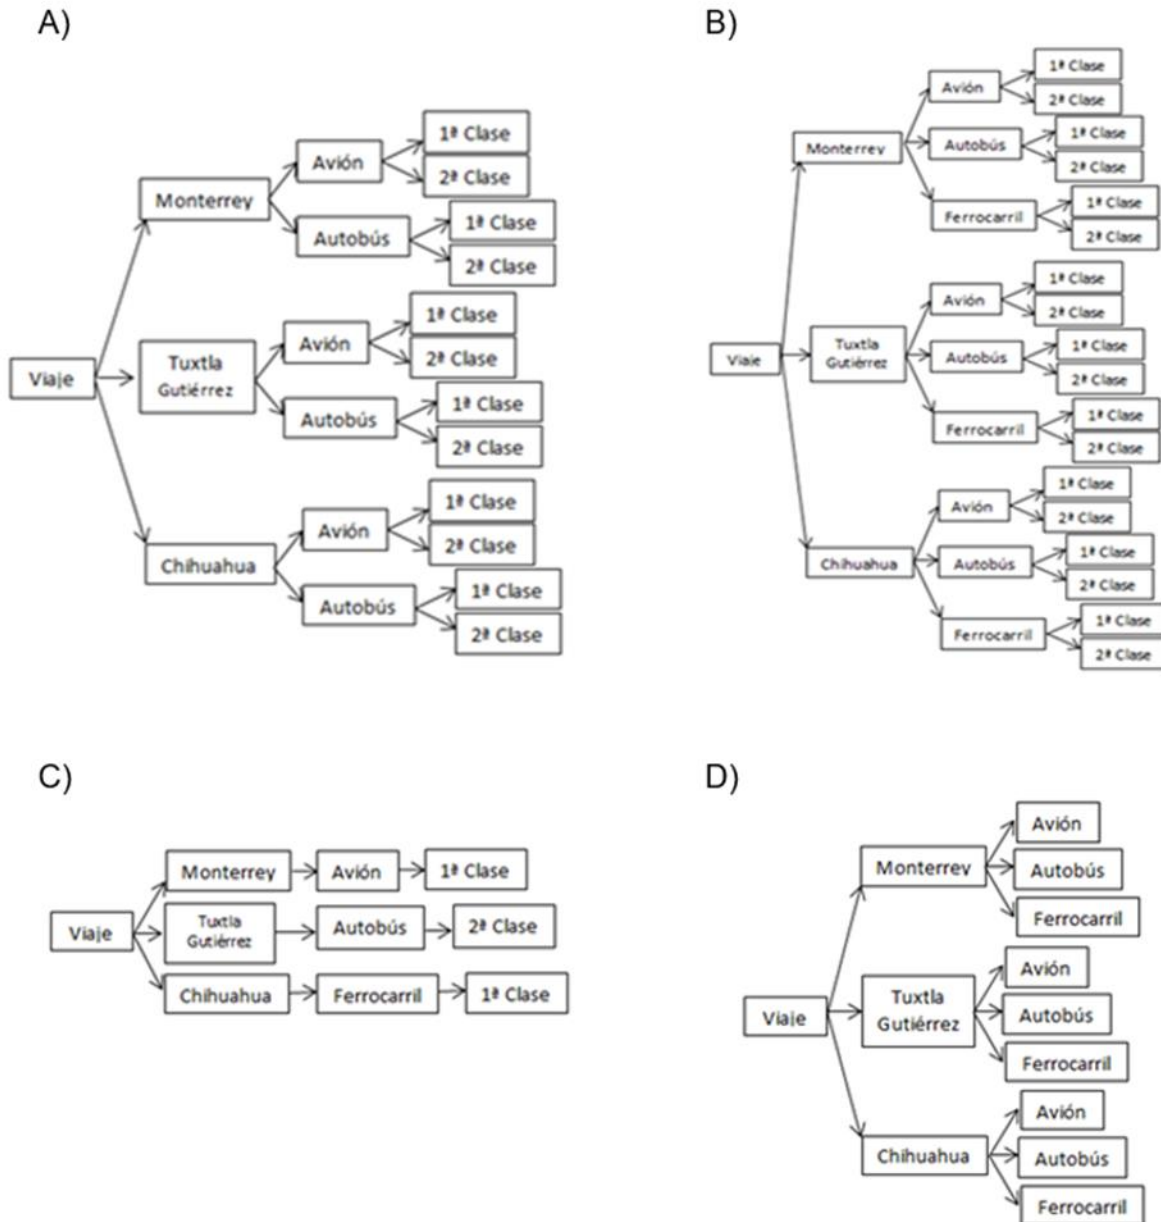 A)
Viaje
Monterrey
Avión
1ª Clase
2ª Clase
Autobús
1ª Clase
2ª Clase
Tuxtla
Gutiérrez
Avión
1ª Clase
2ª Clase
Autobús
1ª Clase
2ª Clase
Chihuahua
Avión
1ª Clase
2ª Clase
Autobús
1ª Clase
2ª Clase
B)
Viaje
Monterrey
Avión
1ª Clase
2ª Clase
Autobús
1ª Clase
2ª Clase
Ferrocarril
1ª Clase
2ª Clase
Tuxtla
Gutiérrez
Avión
1ª Clase
2ª Clase
Autobús
1ª Clase
2ª Clase
Ferrocarril
1ª Clase
2ª Clase
Chihuahua
Avión
1ª Clase
2ª Clase
Autobús
1ª Clase
2ª Clase
Ferrocarril
1ª Clase
2ª Clase
C)
Viaje
Monterrey
Avión
1ª Clase
Tuxtla
Gutiérrez
Autobús
2ª Clase
Chihuahua
Ferrocarril
1ª Clase
D)
Viaje
Monterrey
Avión
Autobús
Ferrocarril
Tuxtla
Gutiérrez
Avión
Autobús
Ferrocarril
Chihuahua
Avión
Autobús
Ferrocarril